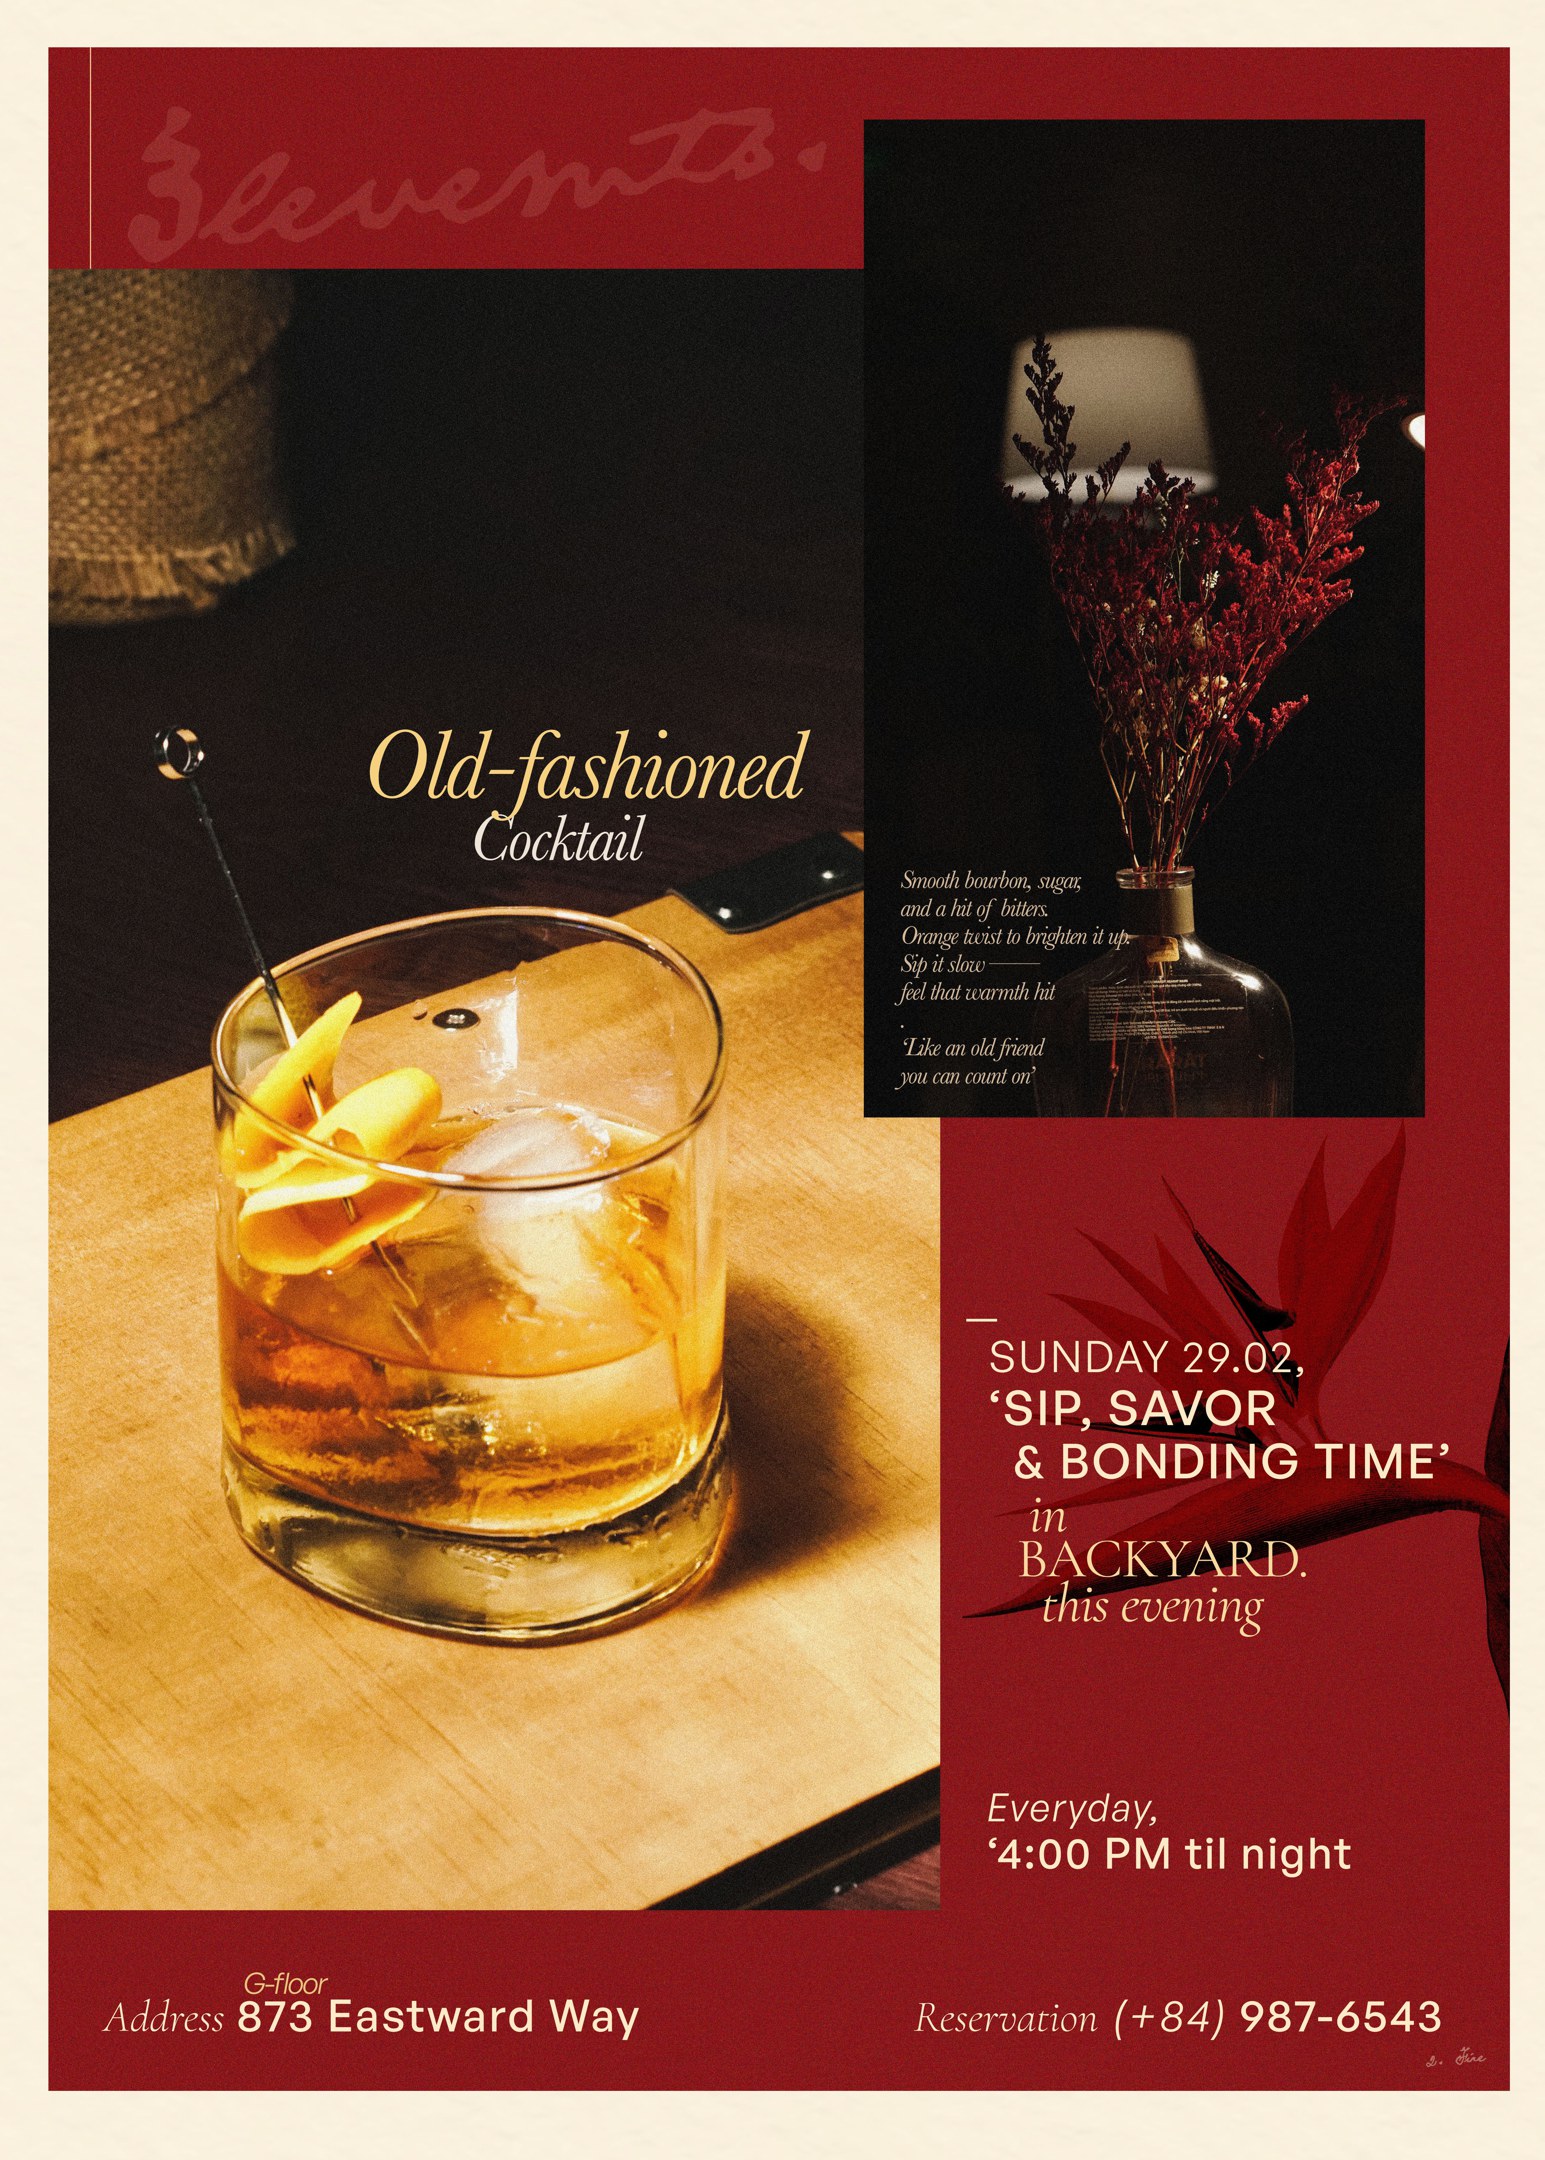 Old-fashioned
Cocktail
Smooth bourbon, sugar,
and a hit of bitters.
Orange twist to brighten it up.
Sip it slow ——
feel that warmth hit
.
‘Like an old friend
you can count on’
SUNDAY 29.02,
‘SIP, SAVOR
& BONDING TIME’
in
BACKYARD.
this evening
Everyday,
‘4:00 PM til night
G-floor
Address 873 Eastward Way
Reservation (+84) 987-6543
2. Fire